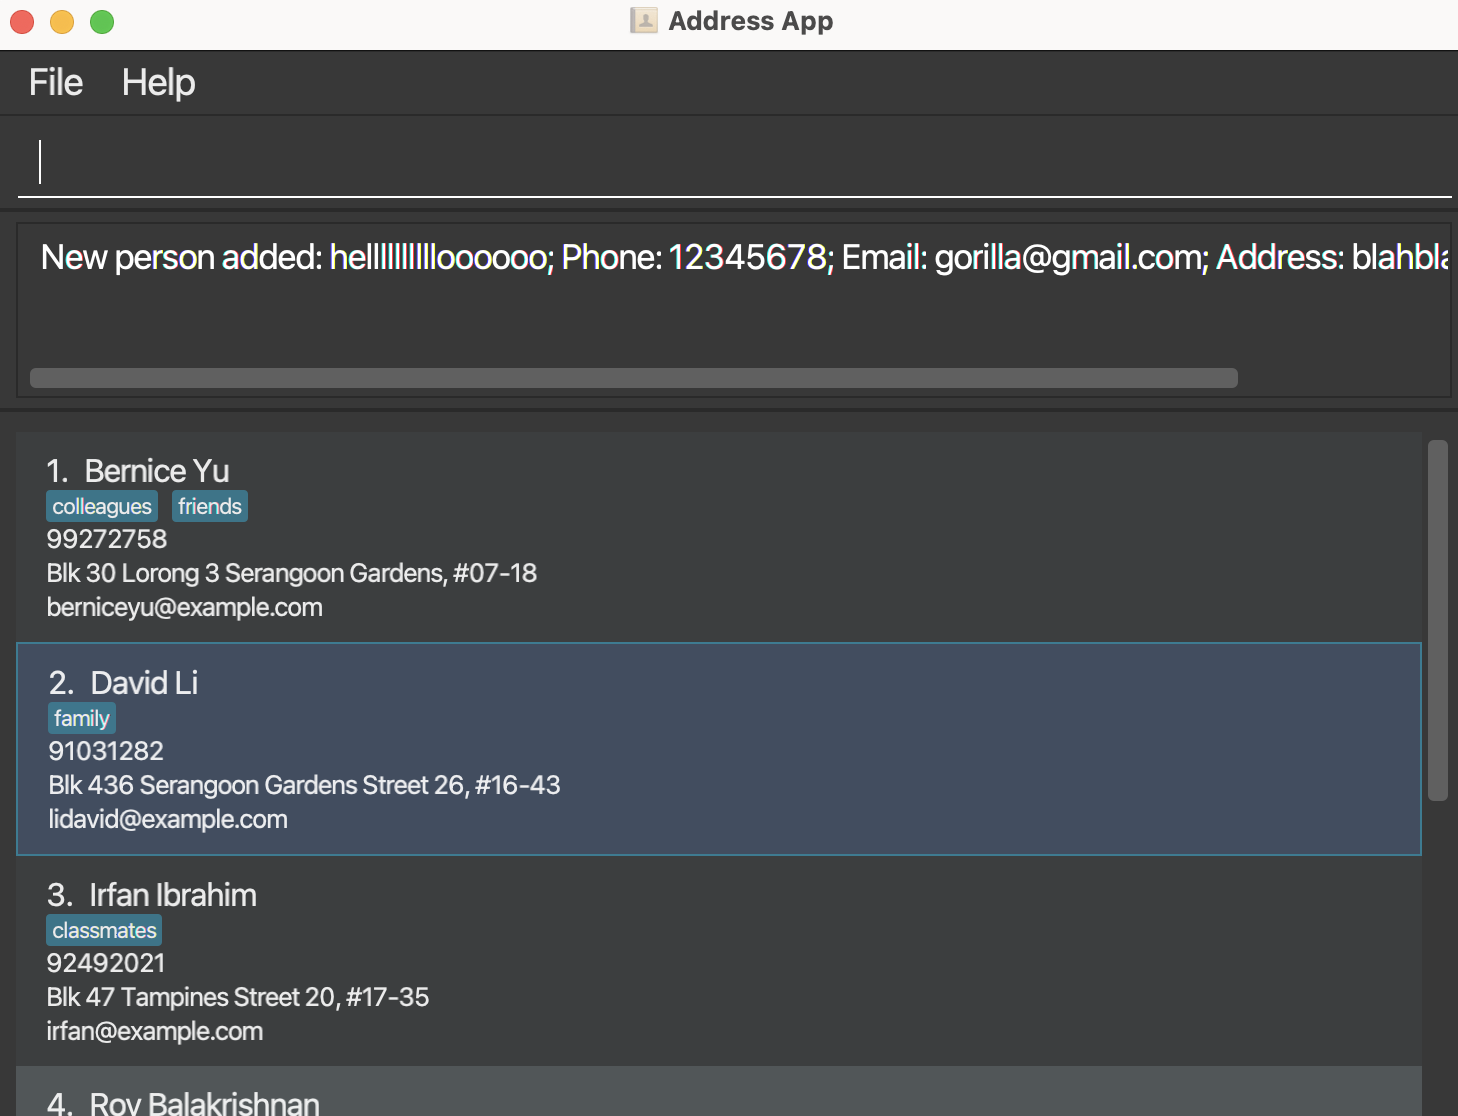 Address App
File Help
New person added: helllllllllloooooo; Phone: 12345678; Email: gorilla@gmail.com; Address: blahbla
1. Bernice Yu
colleagues friends
99272758
Blk 30 Lorong 3 Serangoon Gardens, #07-18
berniceyu@example.com
2. David Li
family
91031282
Blk 436 Serangoon Gardens Street 26, #16-43
lidavid@example.com
3. Irfan Ibrahim
classmates
92492021
Blk 47 Tampines Street 20, #17-35
irfan@example.com
4. Roy Balakrishnan